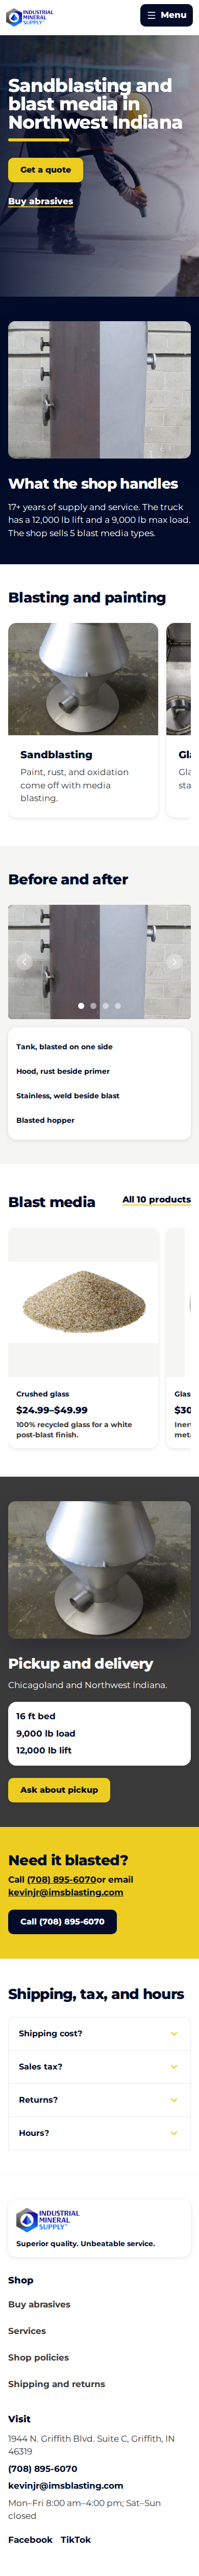 INDUSTRIAL
MINERAL
SUPPLY
Menu
Sandblasting and
blast media in
Northwest Indiana
Get a quote
Buy abrasives
What the shop handles
17+ years of supply and service. The truck
has a 12,000 lb lift and a 9,000 lb max load.
The shop sells 5 blast media types.
Blasting and painting
Sandblasting
Paint, rust, and oxidation
come off with media
blasting.
Before and after
Tank, blasted on one side
Hood, rust beside primer
Stainless, weld beside blast
Blasted hopper
Blast media
All 10 products
Crushed glass
$24.99–$49.99
100% recycled glass for a white
post-blast finish.
Pickup and delivery
Chicagoland and Northwest Indiana.
16 ft bed
9,000 lb load
12,000 lb lift
Ask about pickup
Need it blasted?
Call (708) 895-6070or email
kevinjr@imsblasting.com
Call (708) 895-6070
Shipping, tax, and hours
Shipping cost?
Sales tax?
Returns?
Hours?
INDUSTRIAL
MINERAL
SUPPLY™
Superior quality. Unbeatable service.
Shop
Buy abrasives
Services
Shop policies
Shipping and returns
Visit
1944 N. Griffith Blvd. Suite C, Griffith, IN
46319
(708) 895-6070
kevinjr@imsblasting.com
Mon–Fri 8:00 am–4:00 pm; Sat–Sun
closed
Facebook TikTok